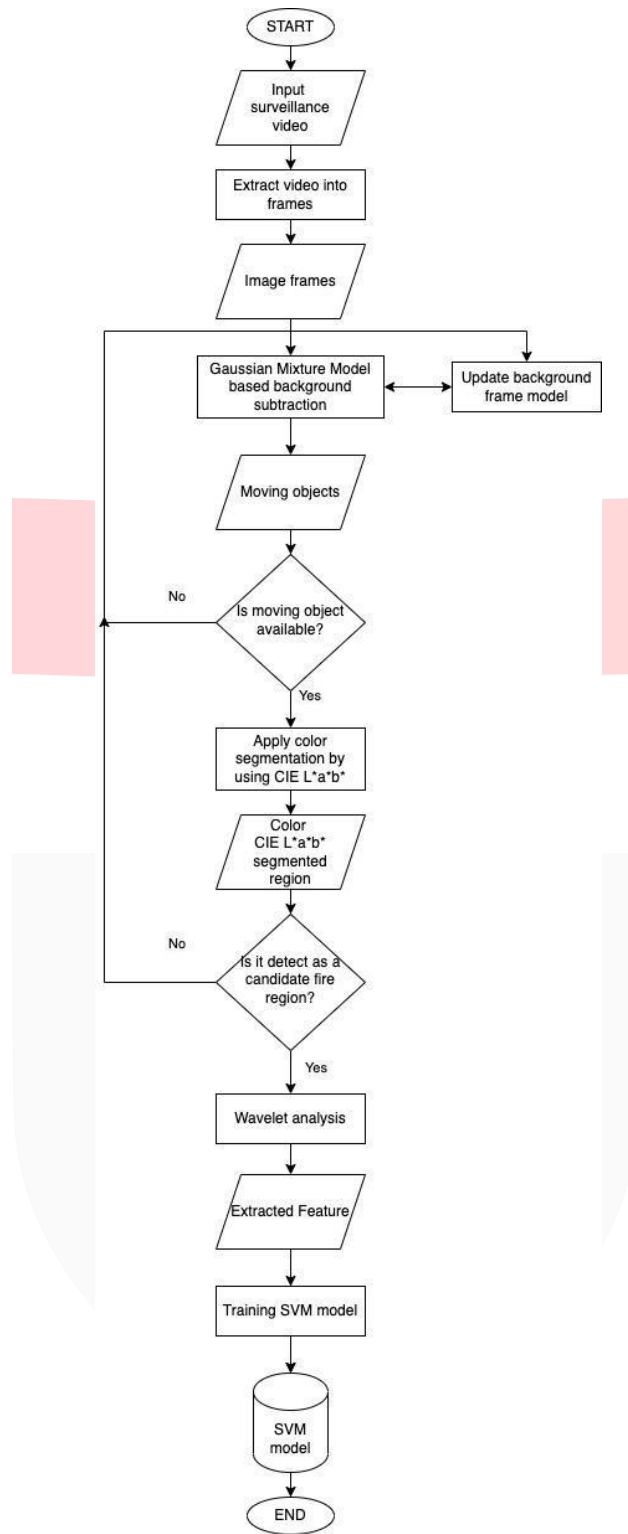 START
Input
surveillance
video
Extract video into
frames
Image frames
Gaussian Mixture Model
based background
subtraction
Update background
frame model
Moving objects
No
Is moving object
available?
Yes
Apply color
segmentation by
using CIE L*a*b*
Color
CIE L*a*b*
segmented
region
No
Is it detect as a
candidate fire
region?
Yes
Wavelet analysis
Extracted Feature
Training SVM model
SVM
model
END